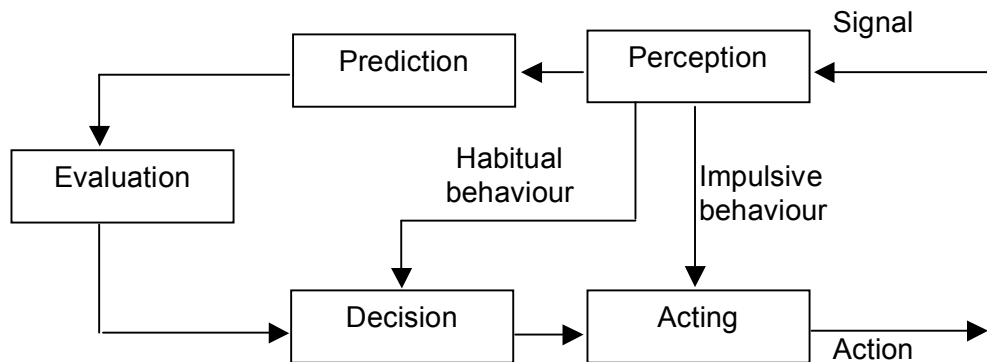 Signal
Prediction
Perception
Evaluation
Habitual
behaviour
Impulsive
behaviour
Decision
Acting
Action